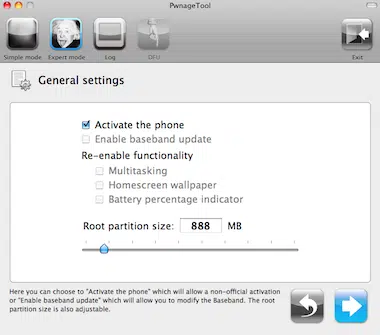 PwnageTool
Simple mode Expert mode Log DFU Exit
General settings
Activate the phone
Enable baseband update
Re-enable functionality
Multitasking
Homescreen wallpaper
Battery percentage indicator
Root partition size: 888 MB
Here you can choose to "Activate the phone" which will allow a non-official activation
or "Enable baseband update" which will allow you to modify the Baseband. The root
partition size is also adjustable.